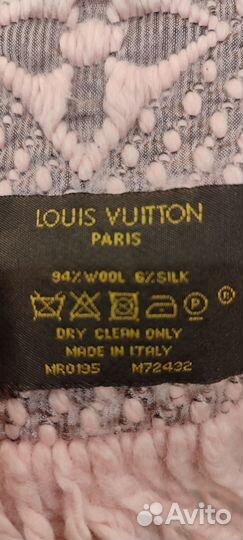 LOUIS VUITTON
PARIS
94% WOOL 6% SILK
P
®
DRY CLEAN ONLY
MADE IN ITALY
MR0195 M72432
Avito